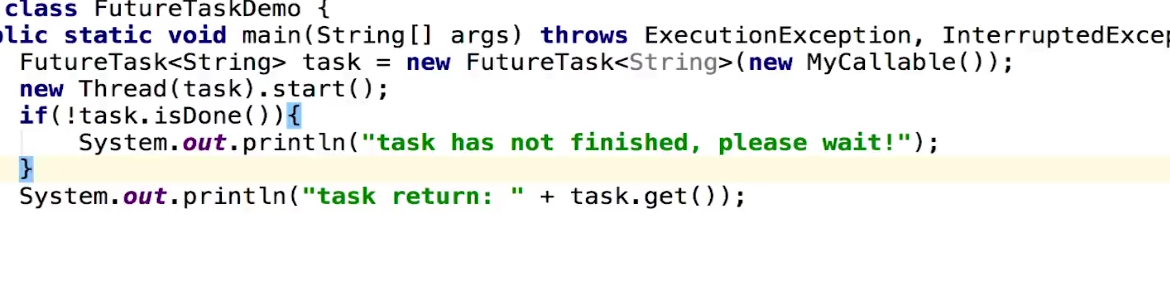 class FutureTaskDemo {
static void main(String[] args) throws ExecutionException,
FutureTask<String> task = new FutureTask<String>(new MyCallable());
new Thread(task).start();
if(!task.isDone()){
System.out.println("task has not finished, please wait!");
}
System.out.println("task return: " + task.get());